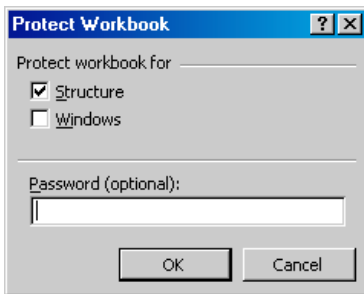 Protect Workbook
Protect workbook for
Structure
Windows
Password (optional):
OK
Cancel